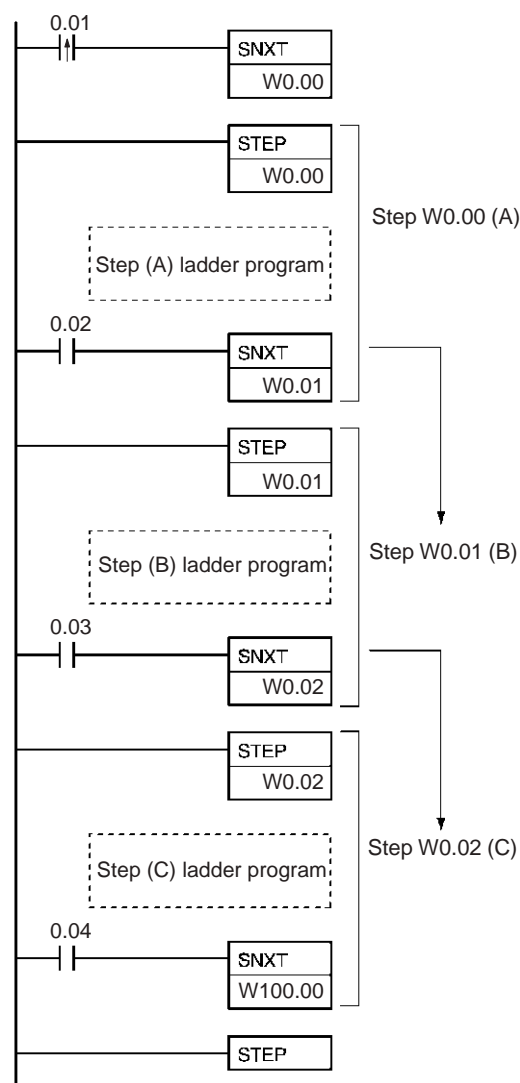 0.01
SNXT
W0.00
STEP
W0.00
Step W0.00 (A)
Step (A) ladder program
0.02
SNXT
W0.01
STEP
W0.01
Step W0.01 (B)
Step (B) ladder program
0.03
SNXT
W0.02
STEP
W0.02
Step W0.02 (C)
Step (C) ladder program
0.04
SNXT
W100.00
STEP